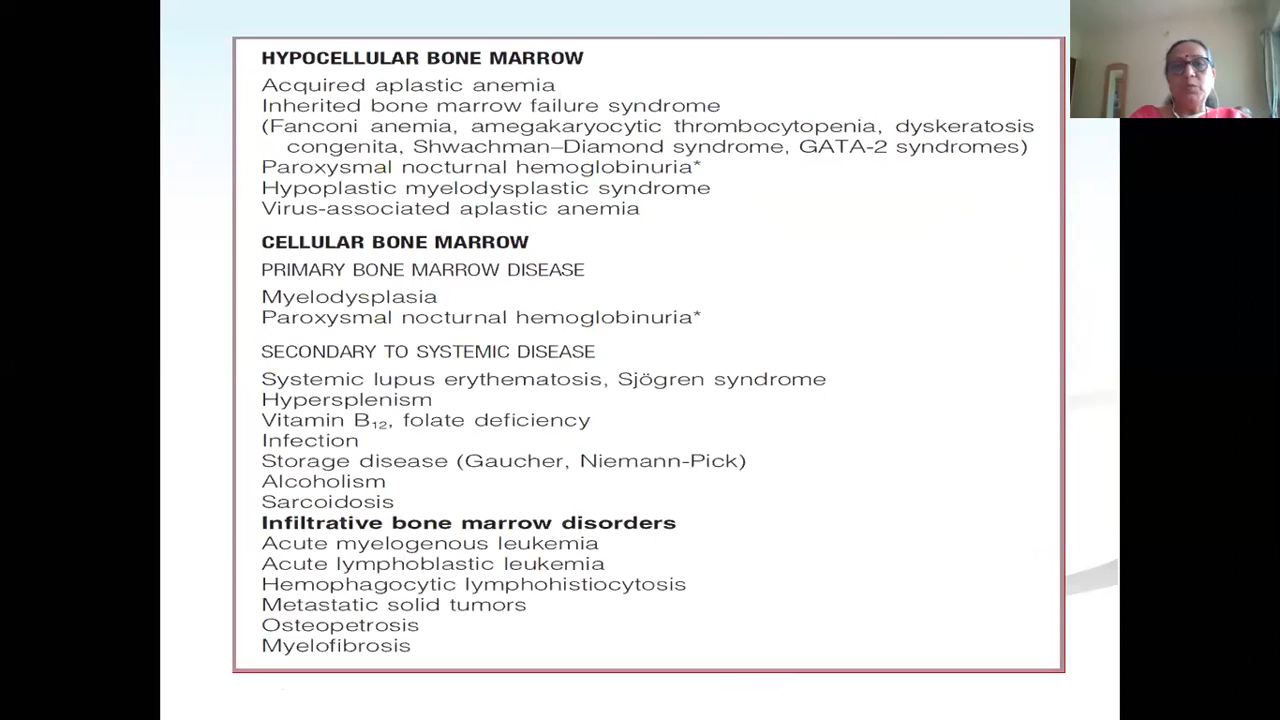 HYPOCELLULAR BONE MARROW
Acquired aplastic anemia
Inherited bone marrow failure syndrome
(Fanconi anemia, amegakaryocytic thrombocytopenia, dyskeratosis
congenita, Shwachman–Diamond syndrome, GATA-2 syndromes)
Paroxysmal nocturnal hemoglobinuria*
Hypoplastic myelodysplastic syndrome
Virus-associated aplastic anemia
CELLULAR BONE MARROW
PRIMARY BONE MARROW DISEASE
Myelodysplasia
Paroxysmal nocturnal hemoglobinuria*
SECONDARY TO SYSTEMIC DISEASE
Systemic lupus erythematosis, Sjögren syndrome
Hypersplenism
Vitamin B₁₂, folate deficiency
Infection
Storage disease (Gaucher, Niemann-Pick)
Alcoholism
Sarcoidosis
Infiltrative bone marrow disorders
Acute myelogenous leukemia
Acute lymphoblastic leukemia
Hemophagocytic lymphohistiocytosis
Metastatic solid tumors
Osteopetrosis
Myelofibrosis